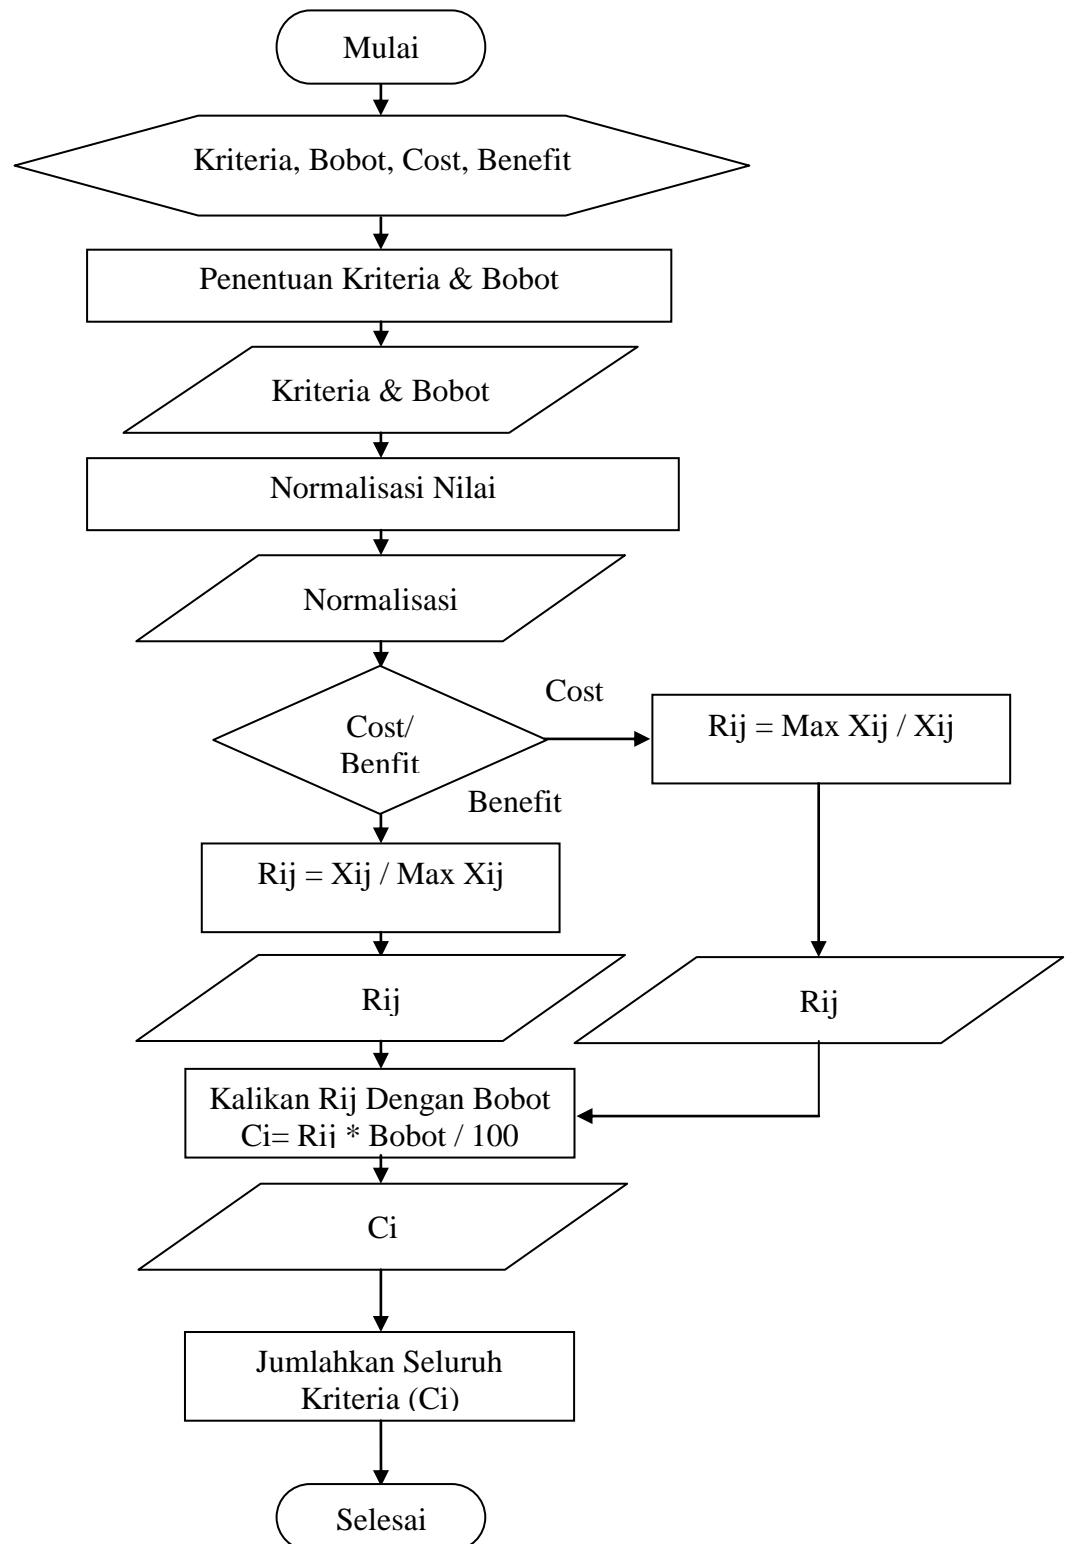 Mulai
Kriteria, Bobot, Cost, Benefit
Penentuan Kriteria & Bobot
Kriteria & Bobot
Normalisasi Nilai
Normalisasi
Cost/
Benfit
Cost
Rij = Max Xij / Xij
Benefit
Rij = Xij / Max Xij
Rij
Rij
Kalikan Rij Dengan Bobot
Ci= Rij * Bobot / 100
Ci
Jumlahkan Seluruh
Kriteria (Ci)
Selesai